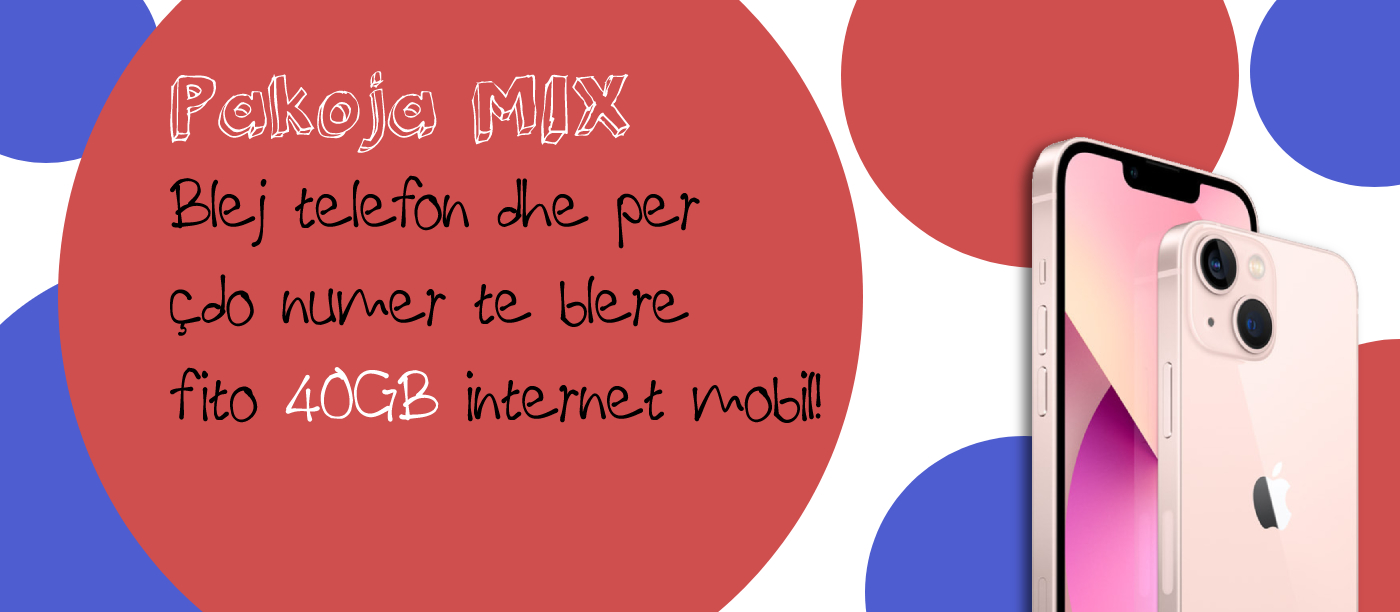 Pakoja MIX
Blej telefon dhe per
çdo numer te blere
fito 40GB internet mobil!